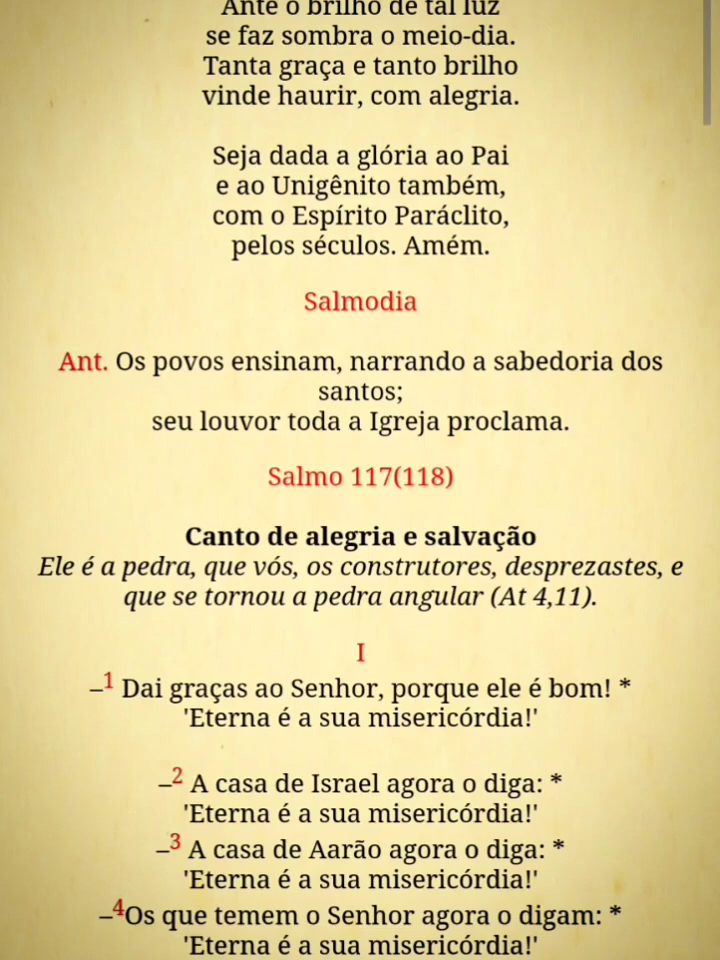 Ante o brilho de tal luz
se faz sombra o meio-dia.
Tanta graça e tanto brilho
vinde haurir, com alegria.
Seja dada a glória ao Pai
e ao Unigênito também,
com o Espírito Paráclito,
pelos séculos. Amém.
Salmodia
Ant. Os povos ensinam, narrando a sabedoria dos
santos;
seu louvor toda a Igreja proclama.
Salmo 117(118)
Canto de alegria e salvação
Ele é a pedra, que vós, os construtores, desprezastes, e
que se tornou a pedra angular (At 4,11).
I
–1 Dai graças ao Senhor, porque ele é bom! *
'Eterna é a sua misericórdia!'
–2 A casa de Israel agora o diga: *
'Eterna é a sua misericórdia!'
–3 A casa de Aarão agora o diga: *
'Eterna é a sua misericórdia!'
–4Os que temem o Senhor agora o digam: *
'Eterna é a sua misericórdia!'